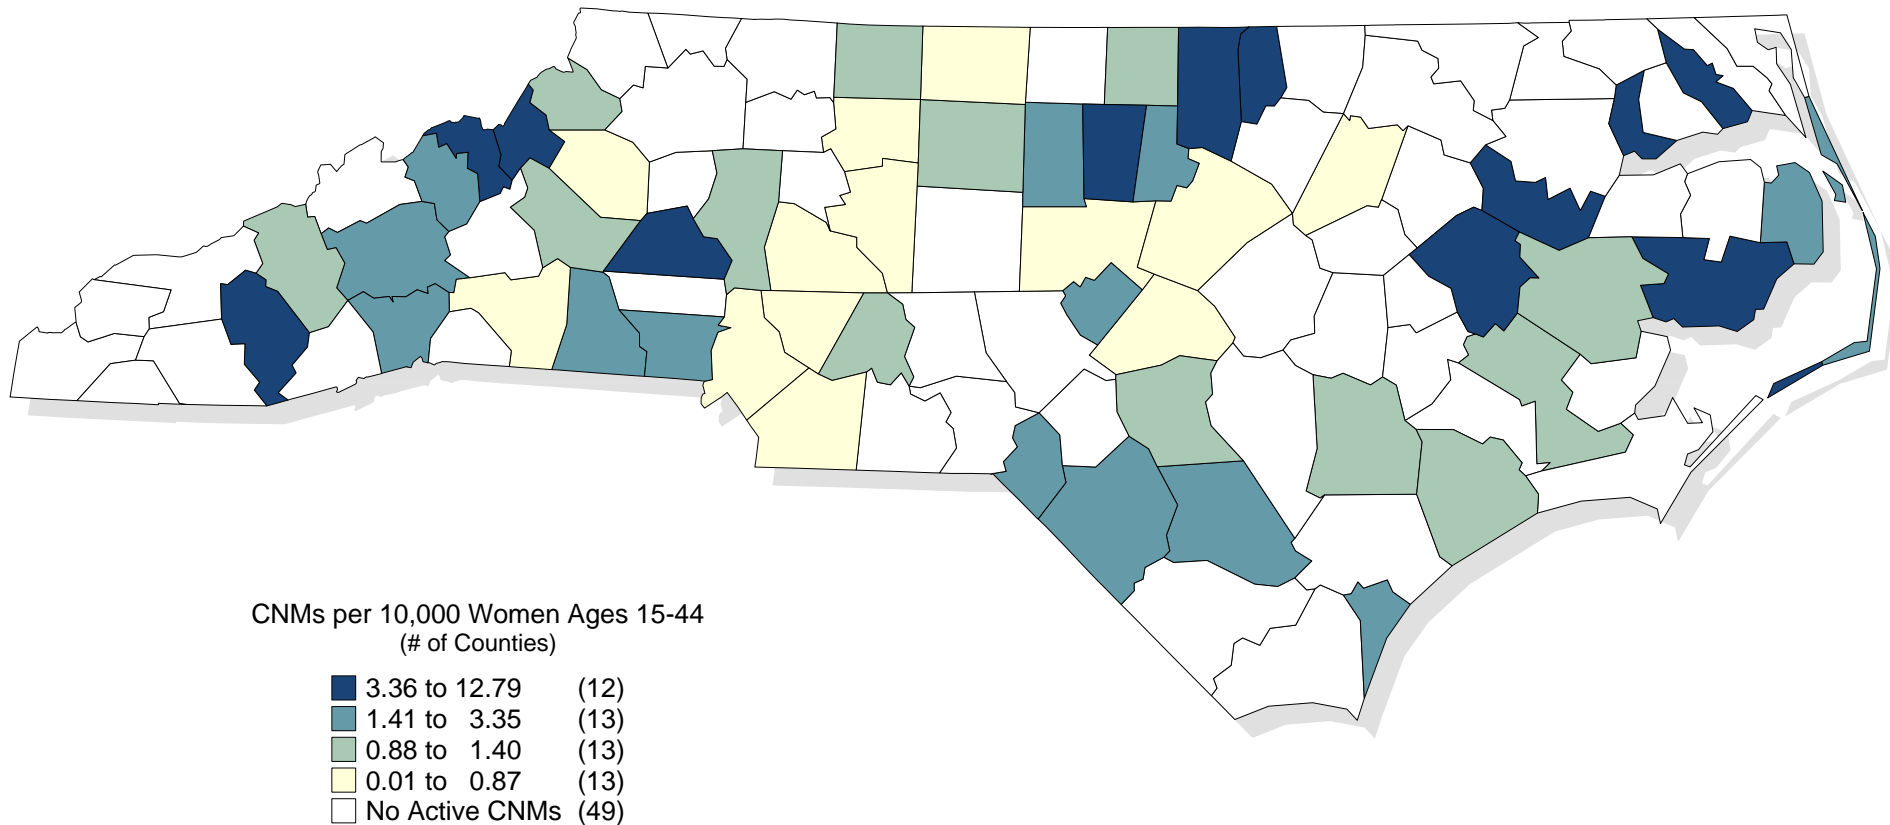 CNMs per 10,000 Women Ages 15-44
(# of Counties)
3.36 to 12.79 (12)
1.41 to 3.35 (13)
0.88 to 1.40 (13)
0.01 to 0.87 (13)
No Active CNMs (49)